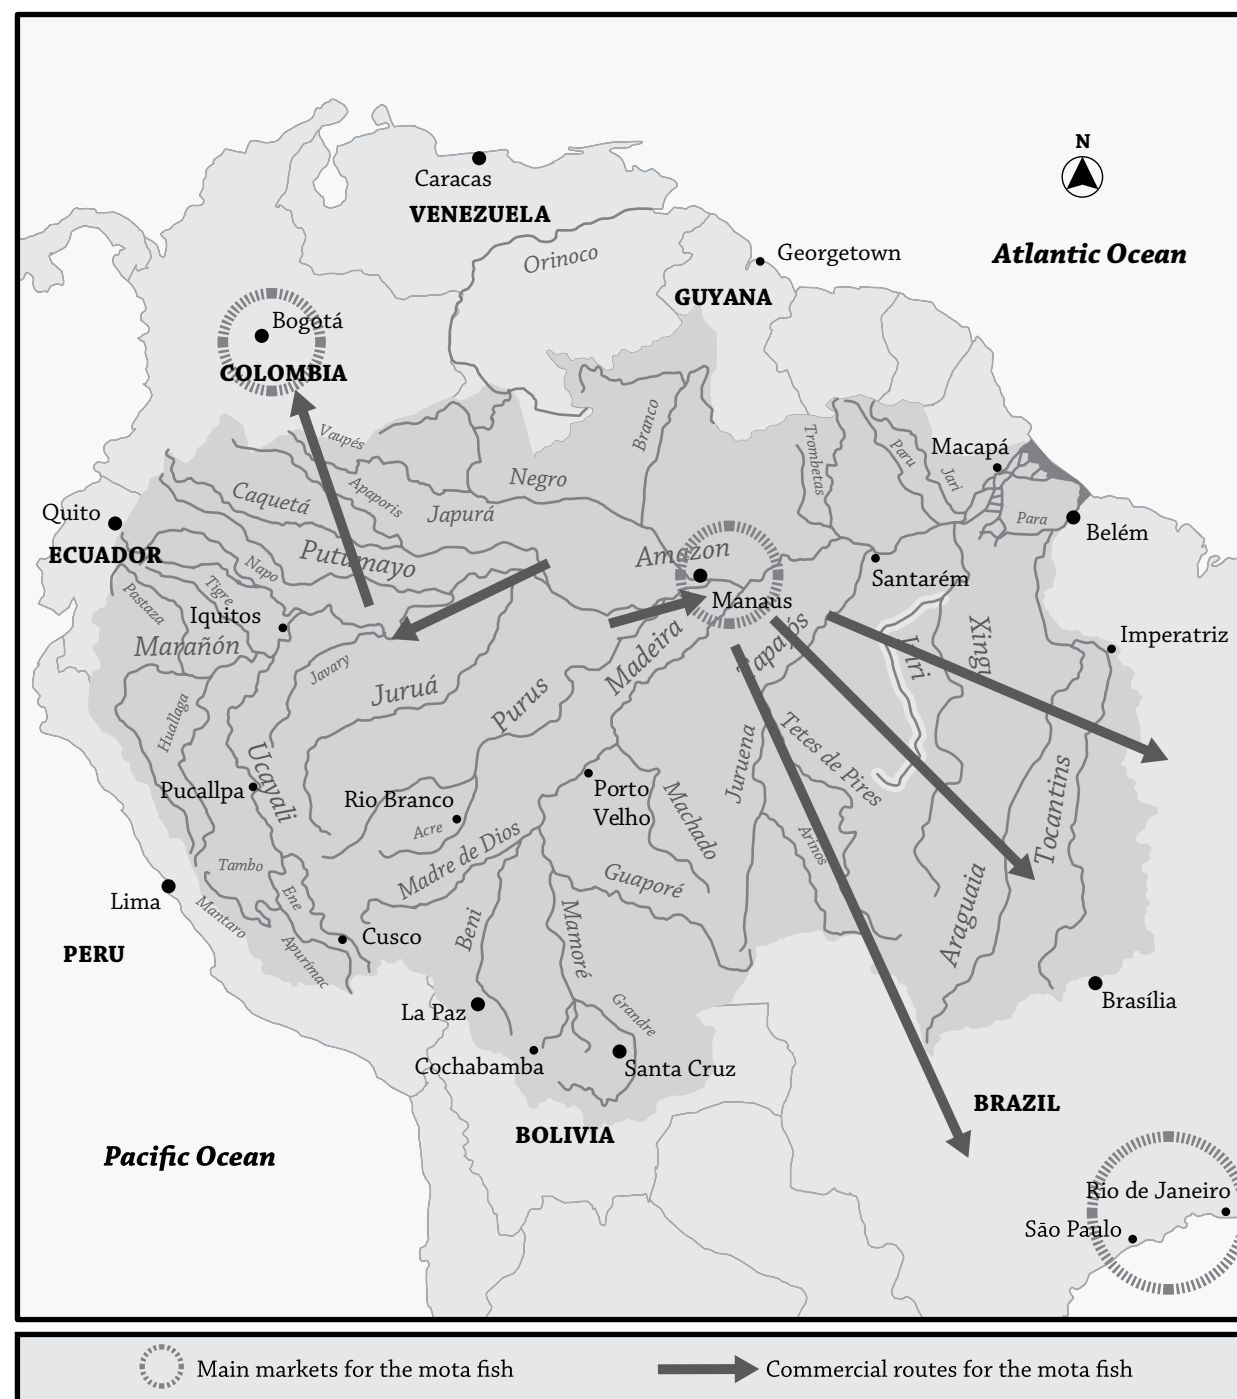 N
Caracas
VENEZUELA
Orinoco
Georgetown
Atlantic Ocean
GUYANA
Bogotá
COLOMBIA
Vaupés
Branco
Trombetas
Paru
Macapá
Jari
Negro
Caquetá
Apaporis
Japurá
Quito
Para
Belém
ECUADOR
Putumayo
Amazon
Napo
Tigre
Pastaza
Santarém
Manaus
Iquitos
Marañón
Madeira
Tapajós
Iriri
Xingu
Imperatriz
Javary
Juruá
Purus
Huallaga
Ucayali
Juruena
Tetes de Pires
Pucallpa
Rio Branco
Porto
Velho
Machado
Tocantins
Acre
Madre de Dios
Arinos
Tambo
Guaporé
Ene
Lima
Mantaro
Araguaia
Cusco
Beni
Mamoré
PERU
Apurímac
Grandre
La Paz
Brasília
Cochabamba
Santa Cruz
BRAZIL
BOLIVIA
Pacific Ocean
Rio de Janeiro
São Paulo
Main markets for the mota fish
Commercial routes for the mota fish